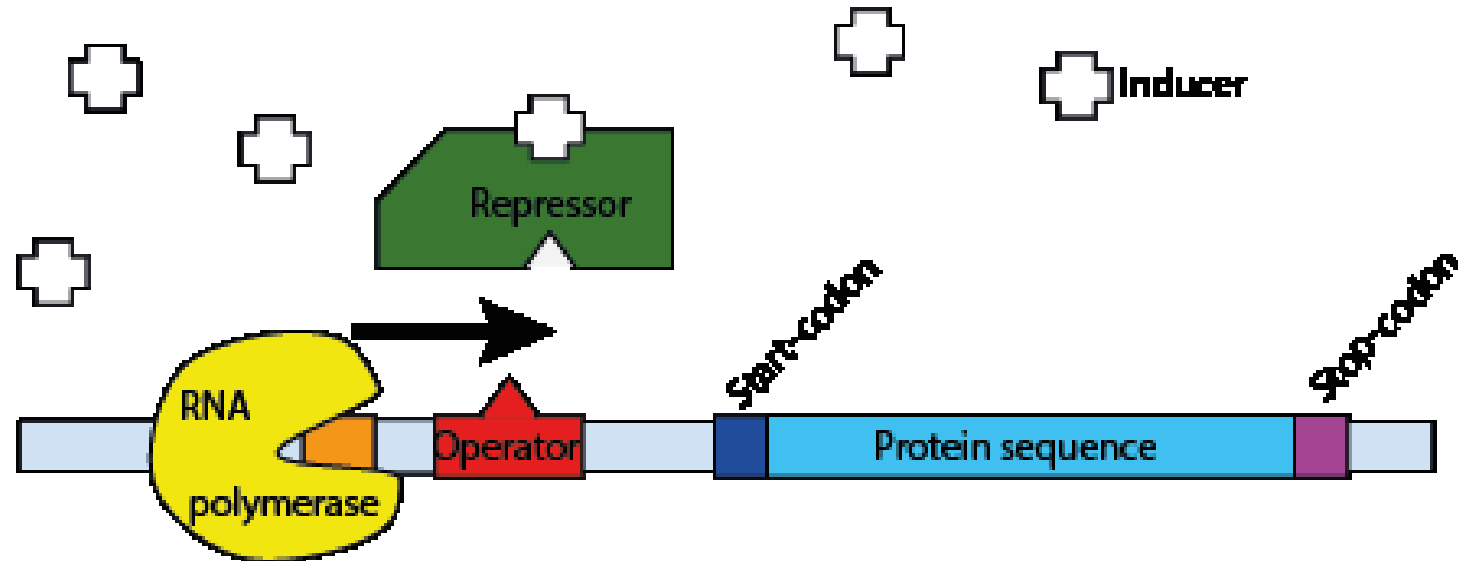 Inducer
Repressor
Start-codon
Stop-codon
RNA
polymerase
Operator
Protein sequence